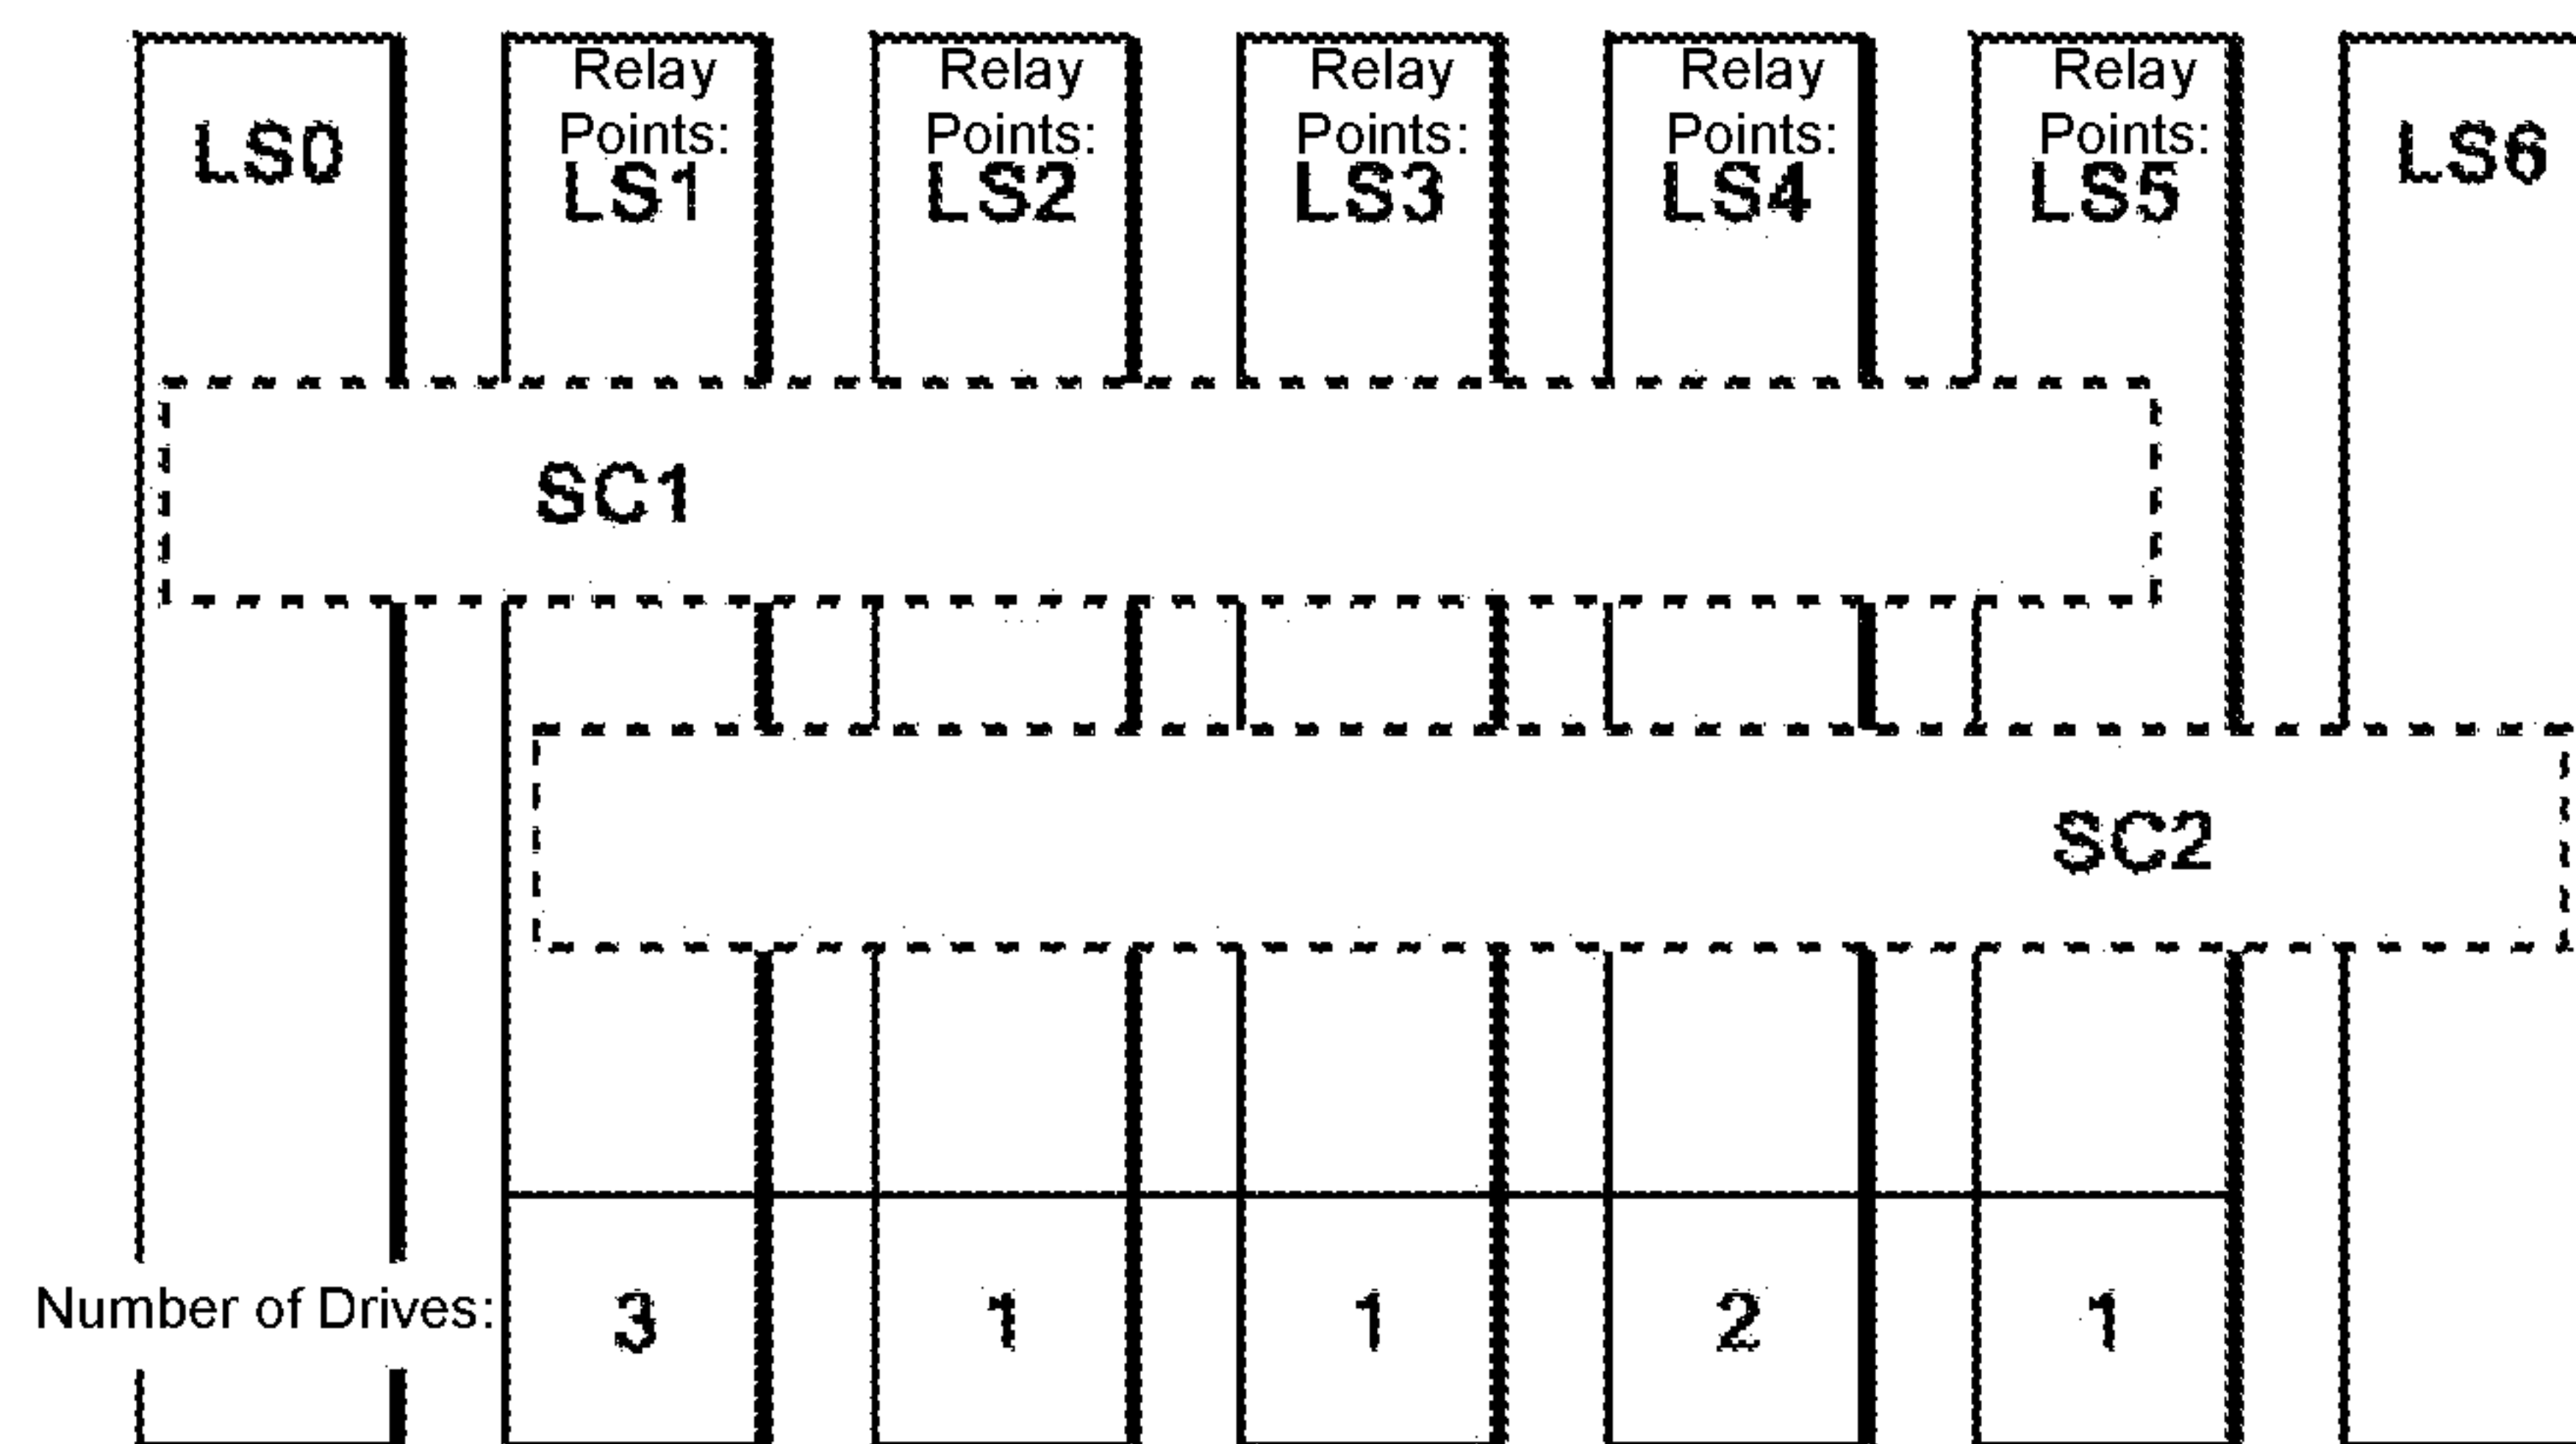 Relay Relay Relay Relay Relay
Points: Points: Points: Points: Points:
LS0 LS1 LS2 LS3 LS4 LS5 LS6
SC1
SC2
Number of Drives: 3 1 1 2 1